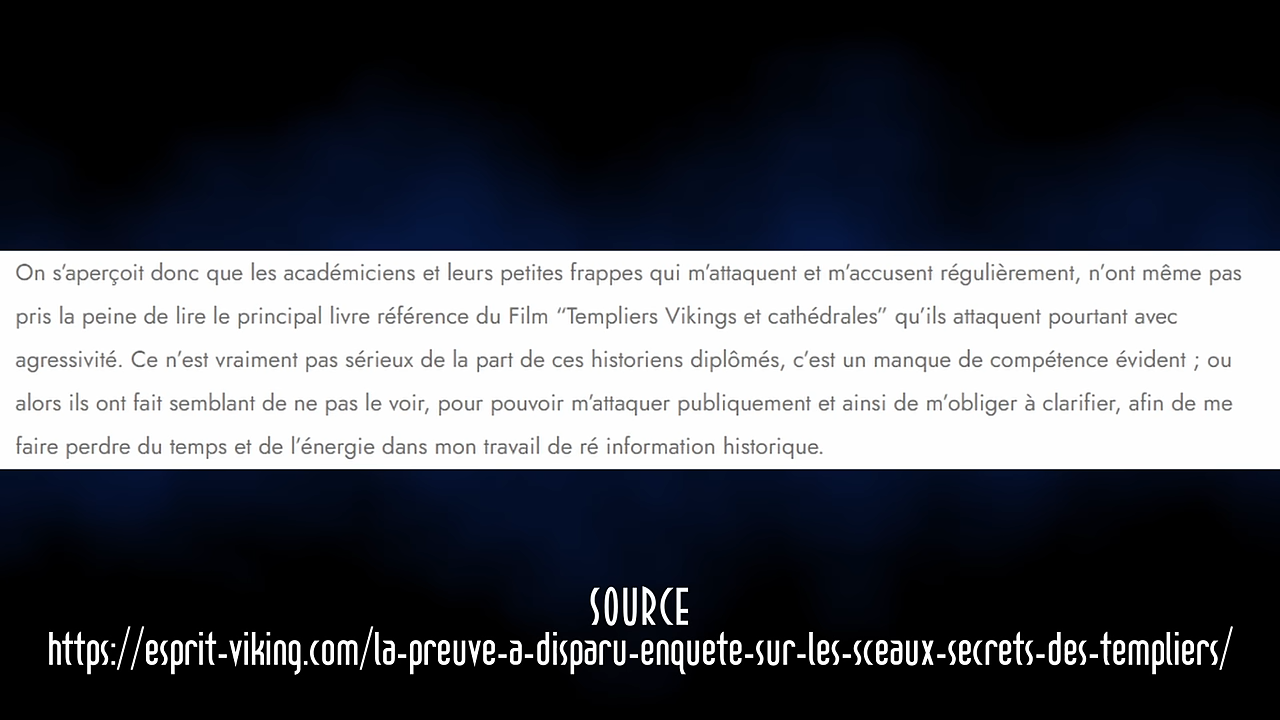 On s’aperçoit donc que les académiciens et leurs petites frappes qui m’attaquent et m’accusent régulièrement, n’ont même pas
pris la peine de lire le principal livre référence du Film “Templiers Vikings et cathédrales” qu’ils attaquent pourtant avec
agressivité. Ce n’est vraiment pas sérieux de la part de ces historiens diplômés, c’est un manque de compétence évident ; ou
alors ils ont fait semblant de ne pas le voir, pour pouvoir m’attaquer publiquement et ainsi de m’obliger à clarifier, afin de me
faire perdre du temps et de l’énergie dans mon travail de ré information historique.
SOURCE
https://esprit-viking.com/la-preuve-a-disparu-enquete-sur-les-sceaux-secrets-des-templiers/